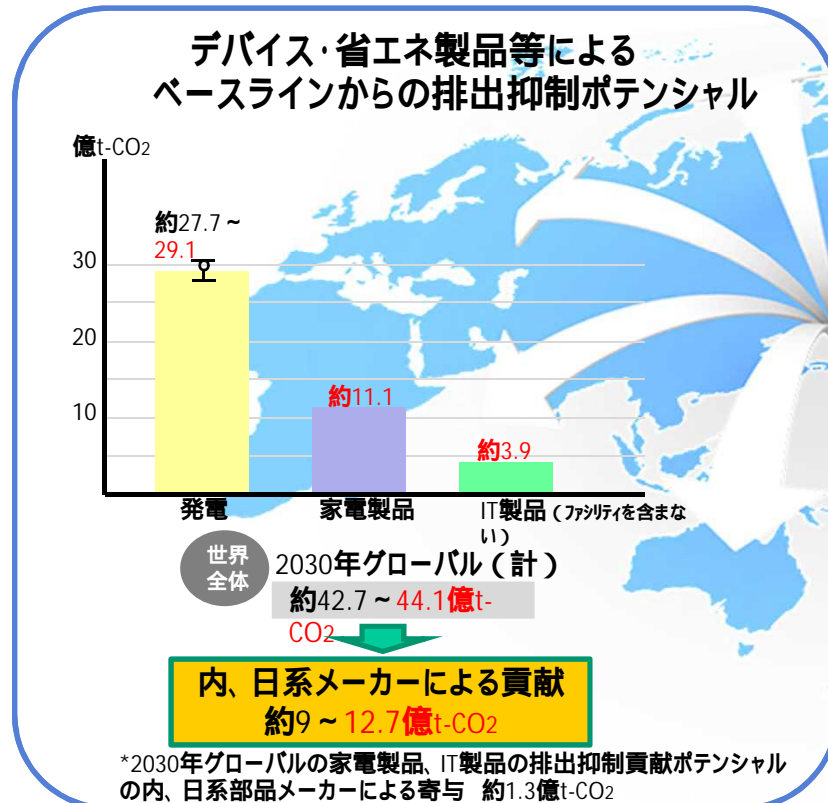 デバイス・省エネ製品等による
ベースラインからの排出抑制ポテンシャル
億t-CO2
約27.7～
29.1
30
20
10
約11.1
約3.9
発電
家電製品
IT製品（ファシリティを含まな
い）
世界
全体
2030年グローバル（計）
約42.7～44.1億t-
CO2
内、日系メーカーによる貢献
約9～12.7億t-CO2
*2030年グローバルの家電製品、IT製品の排出抑制貢献ポテンシャル
の内、日系部品メーカーによる寄与 約1.3億t-CO2